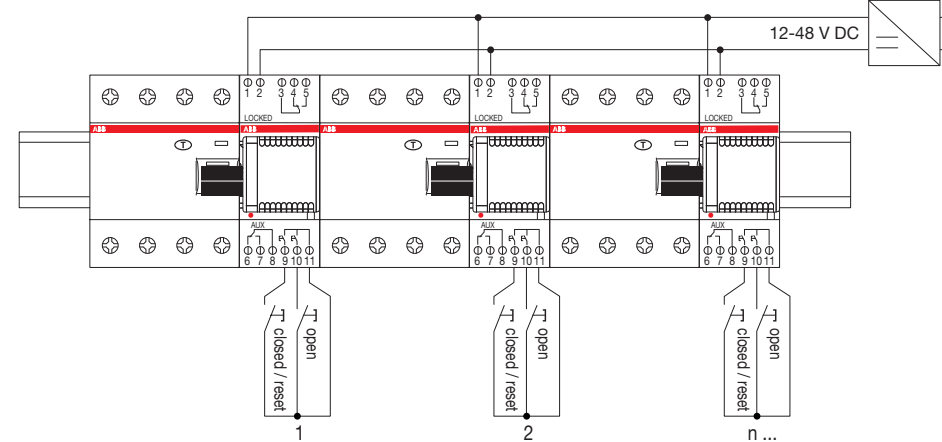 12-48 V DC
1 2 3 4 5 1 2 3 4 5 1 2 3 4 5
LOCKED LOCKED LOCKED
ABB ABB ABB ABB ABB ABB
T T T
AUX AUX AUX
6 7 8 9 10 11 6 7 8 9 10 11 6 7 8 9 10 11
closed / reset open closed / reset open closed / reset open
1 2 n ...